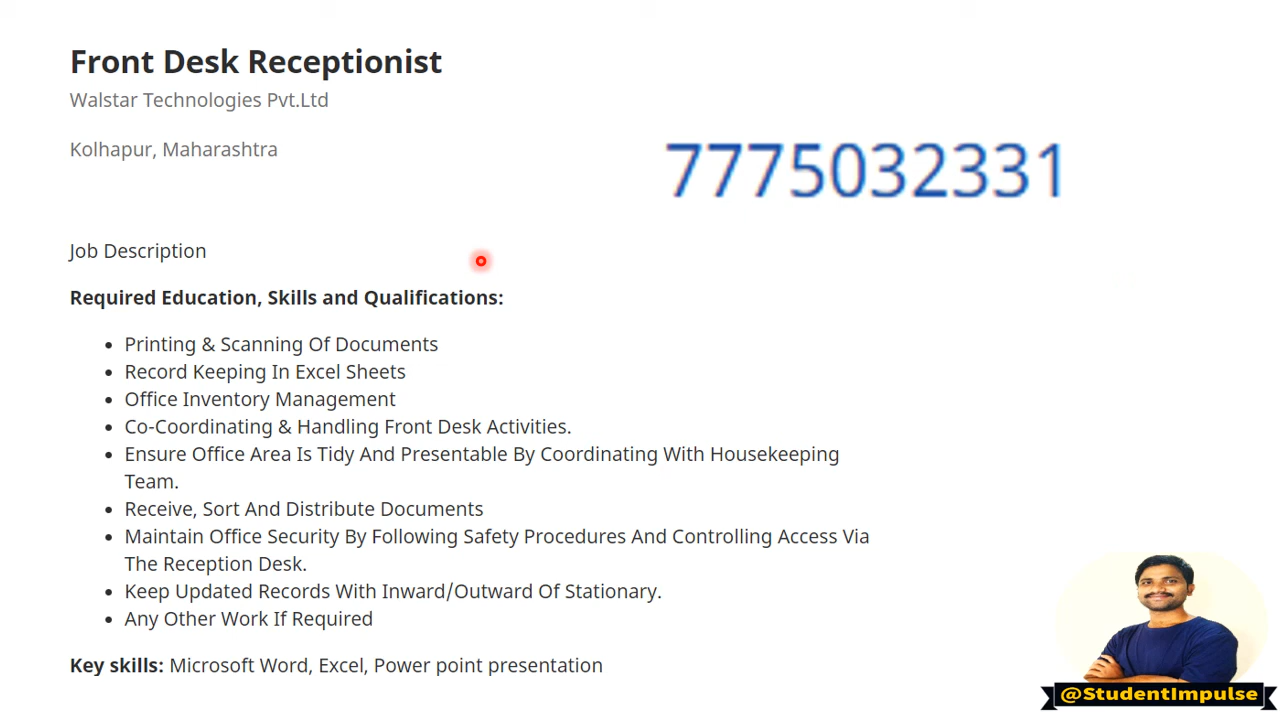 Front Desk Receptionist
Walstar Technologies Pvt.Ltd
Kolhapur, Maharashtra
7775032331
Job Description
Required Education, Skills and Qualifications:
• Printing & Scanning Of Documents
• Record Keeping In Excel Sheets
• Office Inventory Management
• Co-Coordinating & Handling Front Desk Activities.
• Ensure Office Area Is Tidy And Presentable By Coordinating With Housekeeping
Team.
• Receive, Sort And Distribute Documents
• Maintain Office Security By Following Safety Procedures And Controlling Access Via
The Reception Desk.
• Keep Updated Records With Inward/Outward Of Stationary.
• Any Other Work If Required
Key skills: Microsoft Word, Excel, Power point presentation
@StudentImpulse